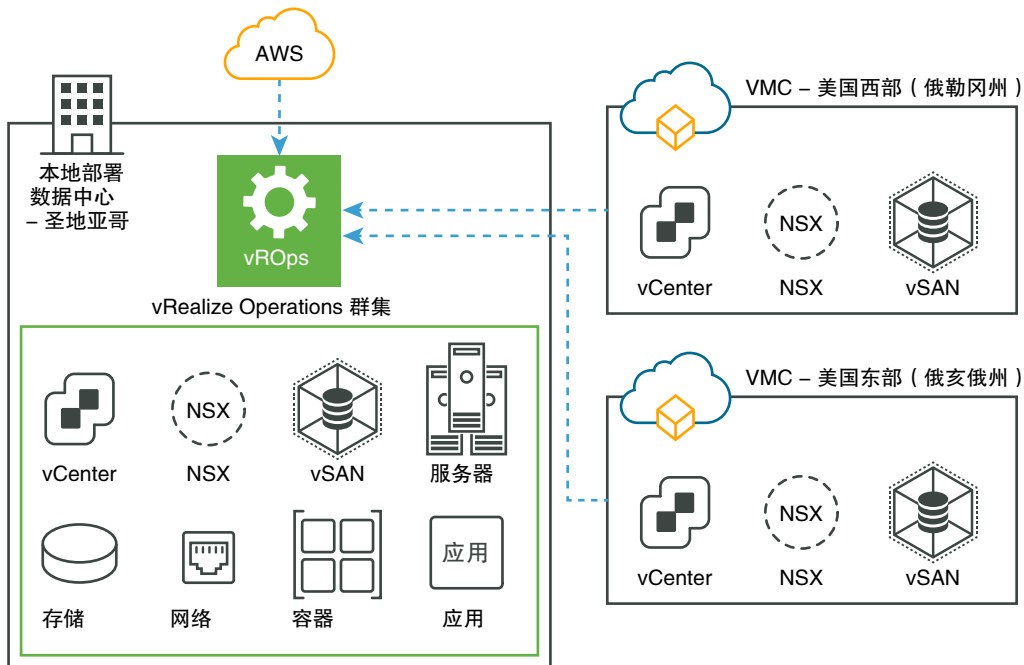 AWS
本地部署
数据中心
– 圣地亚哥
vROps
vRealize Operations 群集
vCenter
NSX
NSX
vSAN
服务器
存储
网络
容器
应用
应用
VMC – 美国西部（俄勒冈州）
vCenter
NSX
NSX
vSAN
VMC – 美国东部（俄亥俄州）
vCenter
NSX
NSX
vSAN